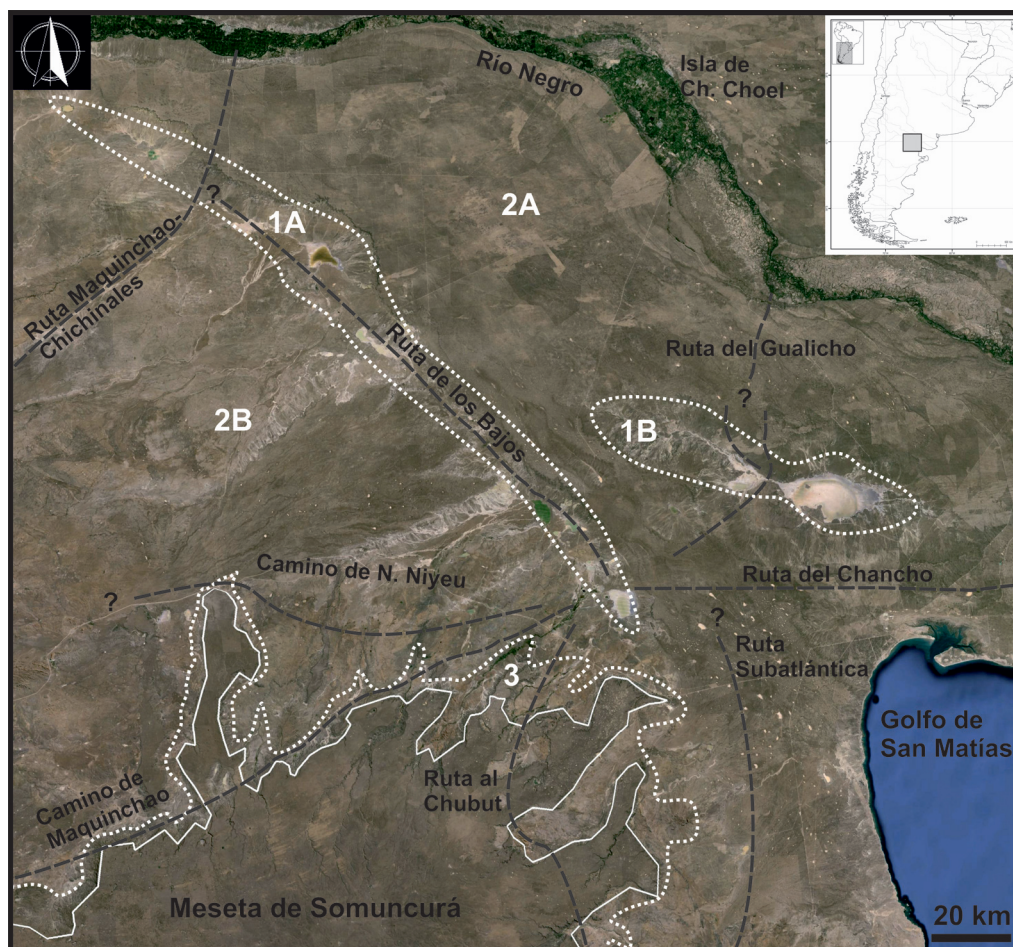 Río Negro
Isla de
Ch. Choel
?
2A
1A
Ruta Maquinchao-
Chichinales
Ruta de los Bajos
Ruta del Gualicho
?
2B
1B
Camino de N. Niyeu
Ruta del Chancho
?
?
Ruta
Subatlántica
3
Golfo de
San Matías
Ruta al
Chubut
Camino de
Maquinchao
Meseta de Somuncurá
20 km